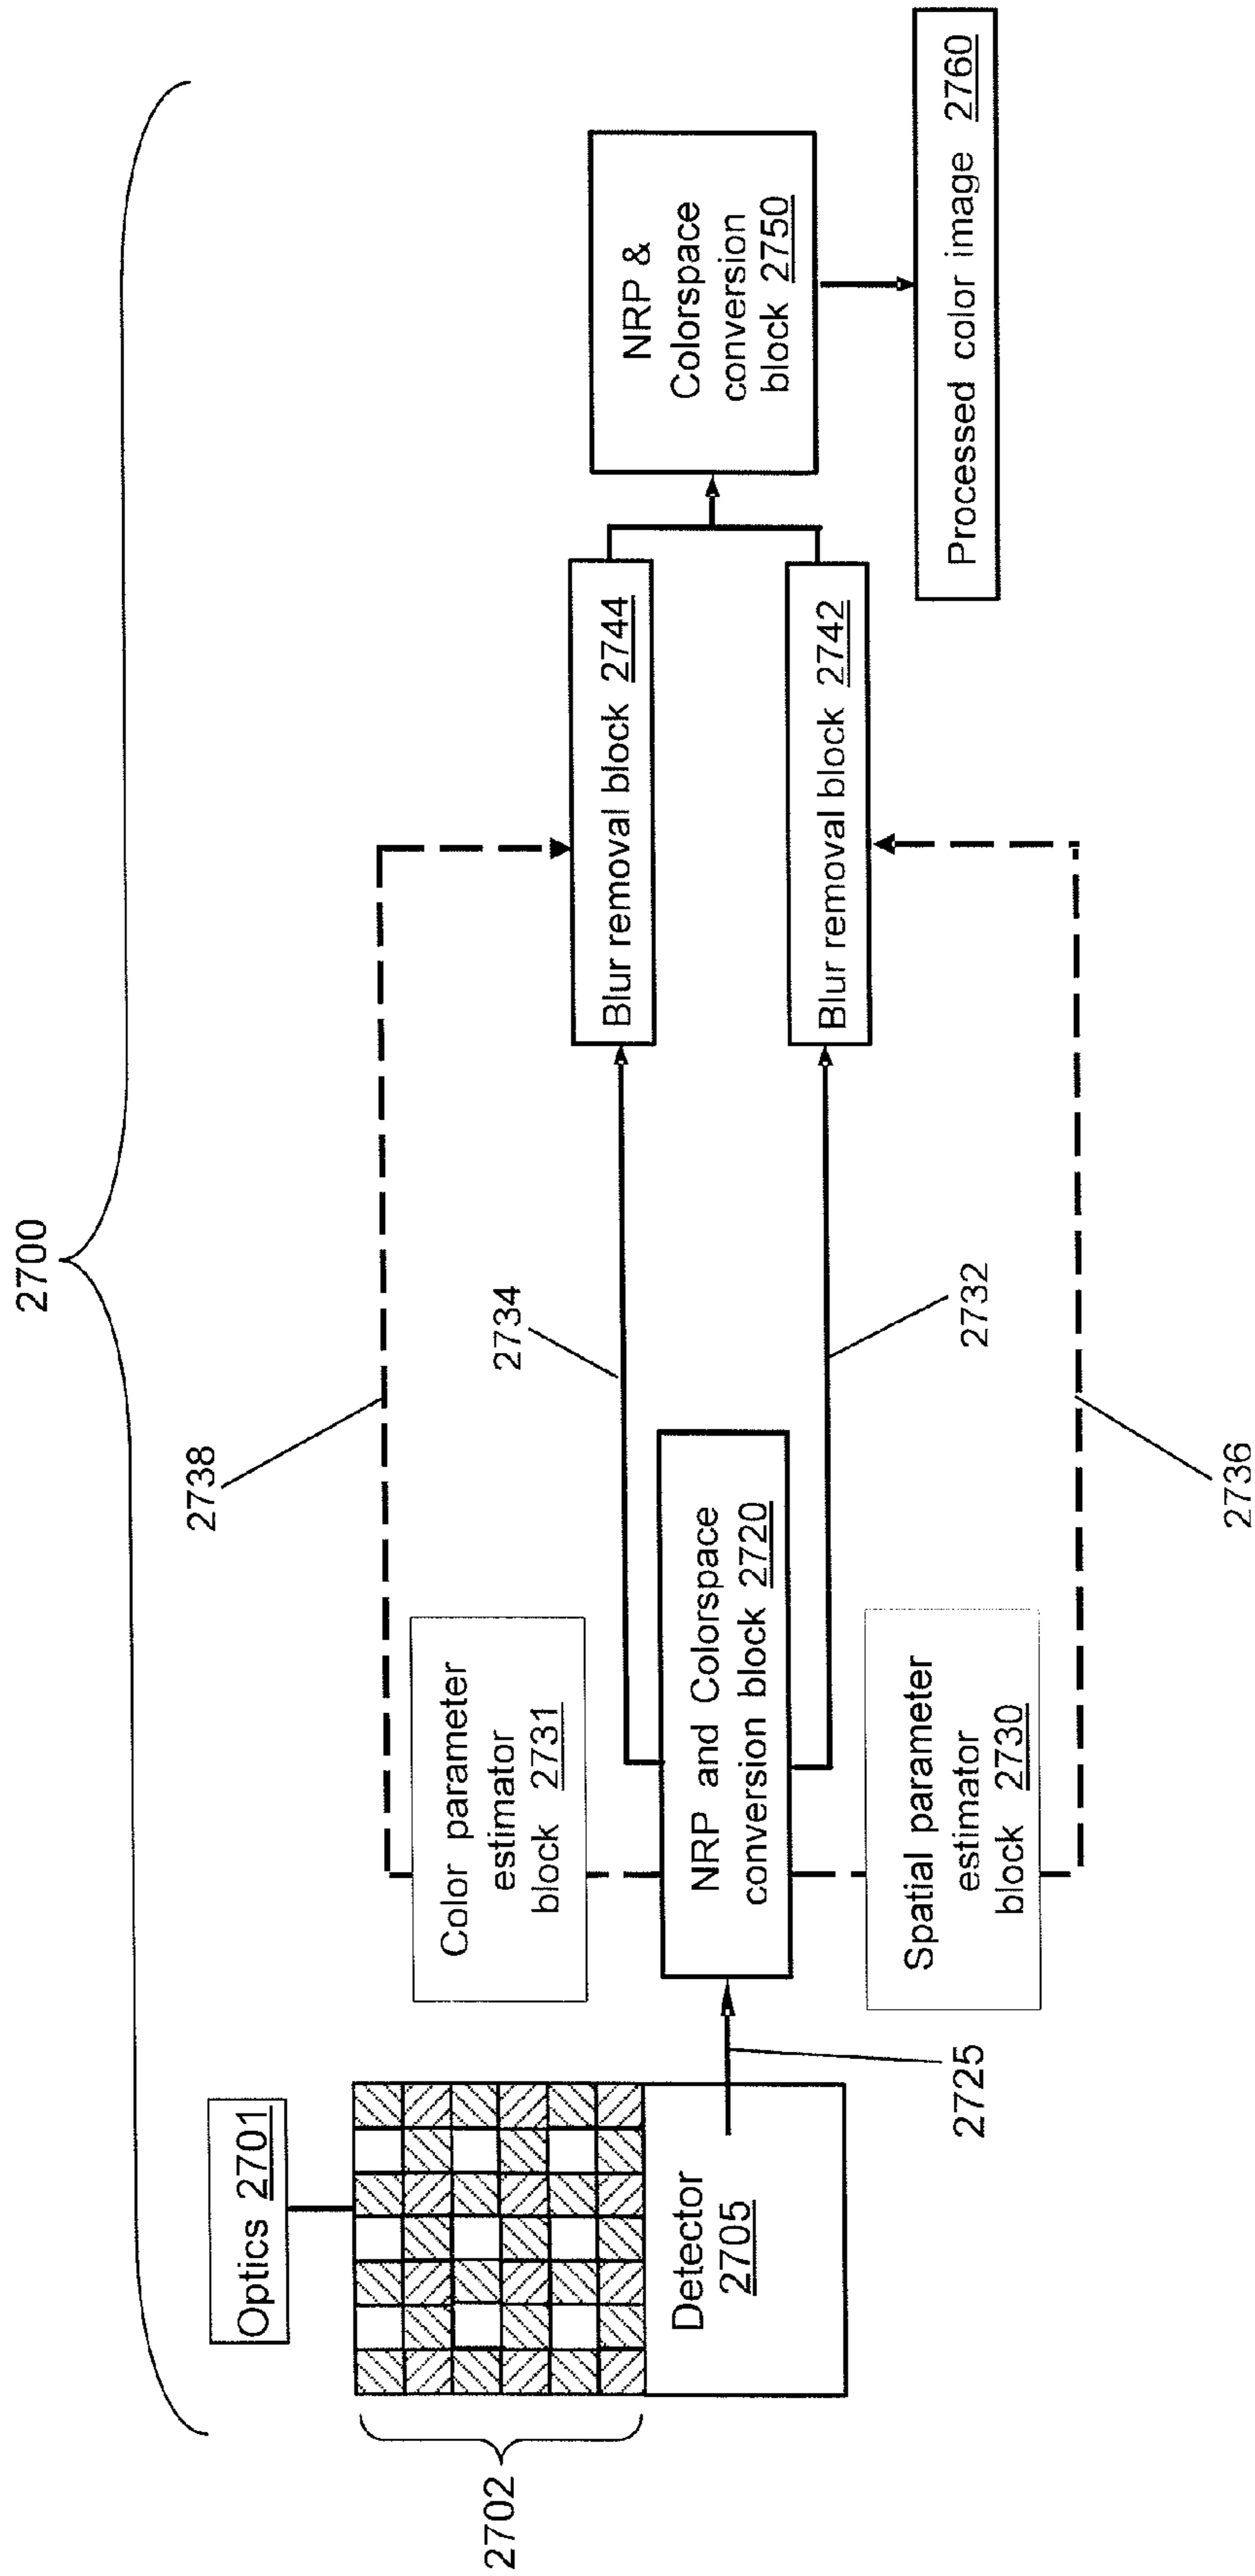 2700
Optics 2701
2702
Detector
2705
2725
Color parameter
estimator
block 2731
NRP and Colorspace
conversion block 2720
Spatial parameter
estimator
block 2730
2738
2734
2732
2736
Blur removal block 2744
Blur removal block 2742
NRP &
Colorspace
conversion
block 2750
Processed color image 2760